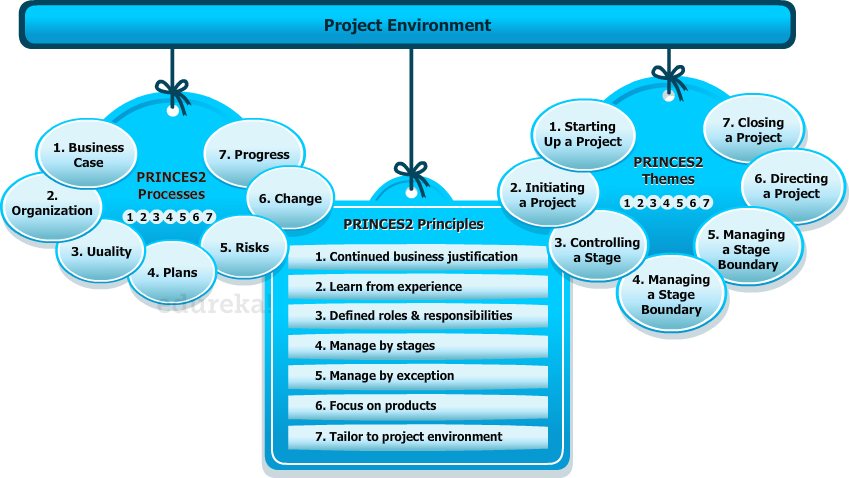 Project Environment
1. Business
Case
2.
Organization
3. Uuality
4. Plans
5. Risks
6. Change
7. Progress
PRINCES2
Processes
1 2 3 4 5 6 7
PRINCES2 Principles
1. Continued business justification
2. Learn from experience
3. Defined roles & responsibilities
4. Manage by stages
5. Manage by exception
6. Focus on products
7. Tailor to project environment
1. Starting
Up a Project
2. Initiating
a Project
3. Controlling
a Stage
4. Managing
a Stage
Boundary
5. Managing
a Stage
Boundary
6. Directing
a Project
7. Closing
a Project
PRINCES2
Themes
1 2 3 4 5 6 7
edureka!